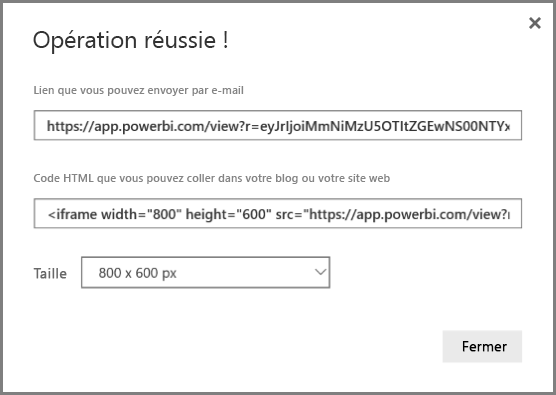 Opération réussie !
Lien que vous pouvez envoyer par e-mail
https://app.powerbi.com/view?r=eyJrIjoiMmNiMzU5OTItZGEwNS00NTYx
Code HTML que vous pouvez coller dans votre blog ou votre site web
<iframe width="800" height="600" src="https://app.powerbi.com/view?r
Taille 800 x 600 px
Fermer